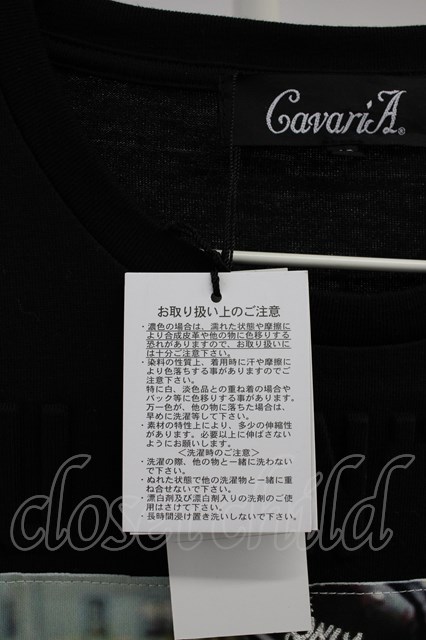 CavariA®
お取り扱い上のご注意
・濃色の場合は、濡れた状態や摩擦に
より合成皮革や他の物に色移りする
恐れがありますので、お取り扱いに
は十分ご注意下さい。
・染料の性質上、着用時に汗や摩擦に
より色落ちする事がありますのでご
注意下さい。
特に白、淡色品との重ね着の場合や
バック等に色移りする事があります。
万一色が、他の物に落ちた場合は、
早めに洗濯等して下さい。
・素材の特性上により、多少の伸縮性
が有ります。必要以上に伸ばさない
ようにお願します。
<洗濯時のご注意>
・洗濯の際、他の物と一緒に洗わない
で下さい。
・ぬれた状態で他の洗濯物と一緒に重
ね合せないで下さい。
・漂白剤及び漂白剤入りの洗剤のご使
用はさけて下さい。
・長時間浸け置き洗いしないで下さい。
closet child